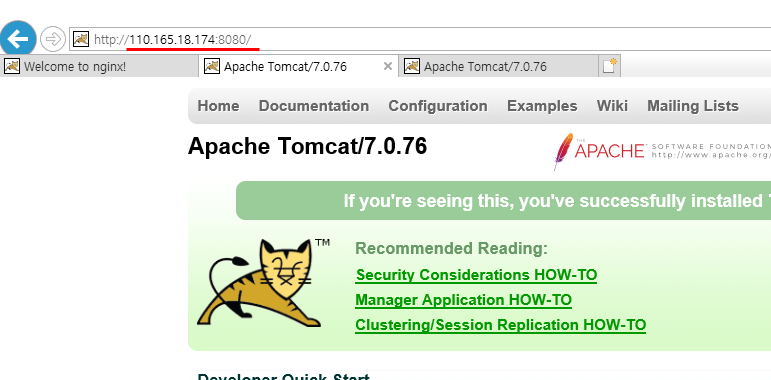 http://110.165.18.174:8080/
Welcome to nginx!
Apache Tomcat/7.0.76
Apache Tomcat/7.0.76
Home Documentation Configuration Examples Wiki Mailing Lists
Apache Tomcat/7.0.76
THE
APACHE
SOFTWARE FOUNDATION
http://www.apache.org/
If you're seeing this, you've successfully installed
TM
Recommended Reading:
Security Considerations HOW-TO
Manager Application HOW-TO
Clustering/Session Replication HOW-TO
Developer Quick Start